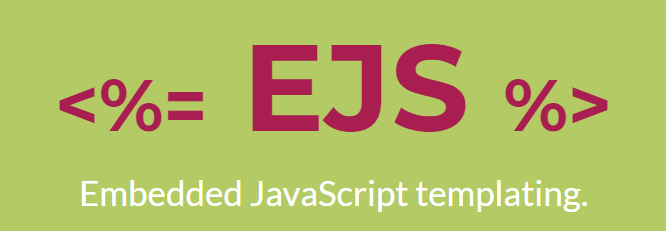 <%= EJS %>
Embedded JavaScript templating.